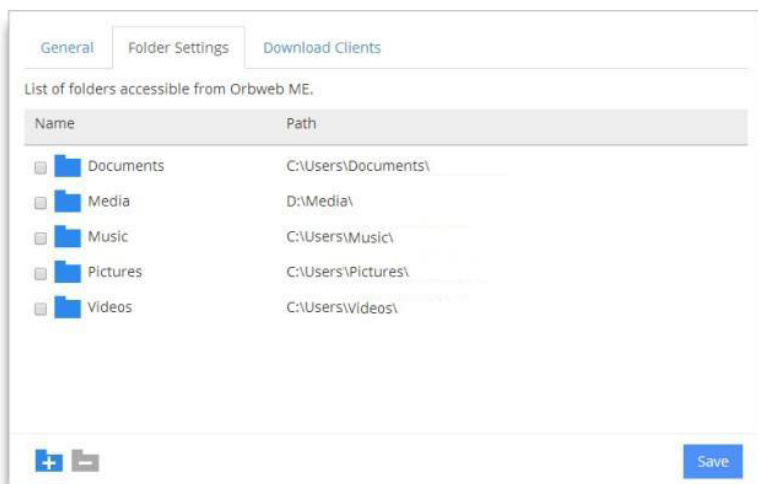 General Folder Settings Download Clients
List of folders accessible from Orbweb ME.
Name Path
Documents C:\Users\Documents\
Media D:\Media\
Music C:\Users\Music\
Pictures C:\Users\Pictures\
Videos C:\Users\Videos\
Save